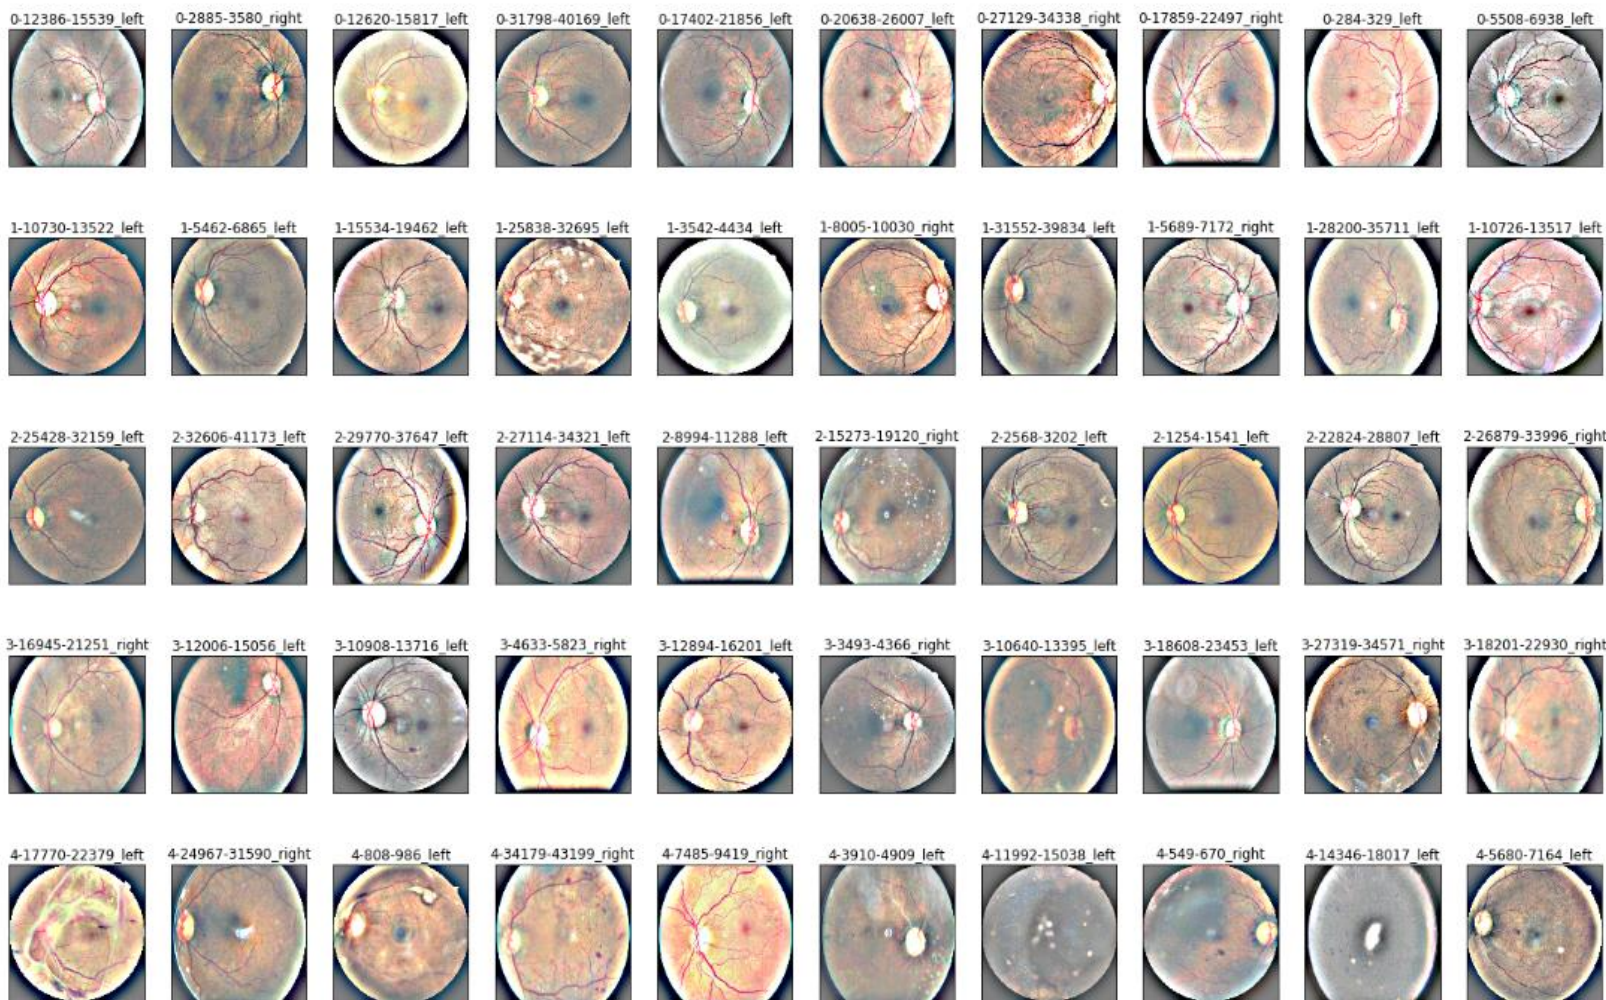 0-12386-15539_left 0-2885-3580_right 0-12620-15817_left 0-31798-40169_left 0-17402-21856_left 0-20638-26007_left 0-27129-34338_right 0-17859-22497_right 0-284-329_left 0-5508-6938_left
1-10730-13522_left 1-5462-6865_left 1-15534-19462_left 1-25838-32695_left 1-3542-4434_left 1-8005-10030_right 1-31552-39834_left 1-5689-7172_right 1-28200-35711_left 1-10726-13517_left
2-25428-32159_left 2-32606-41173_left 2-29770-37647_left 2-27114-34321_left 2-8994-11288_left 2-15273-19120_right 2-2568-3202_left 2-1254-1541_left 2-22824-28807_left 2-26879-33996_right
3-16945-21251_right 3-12006-15056_left 3-10908-13716_left 3-4633-5823_right 3-12894-16201_left 3-3493-4366_right 3-10640-13395_left 3-18608-23453_left 3-27319-34571_right 3-18201-22930_right
4-17770-22379_left 4-24967-31590_right 4-808-986_left 4-34179-43199_right 4-7485-9419_right 4-3910-4909_left 4-11992-15038_left 4-549-670_right 4-14346-18017_left 4-5680-7164_left